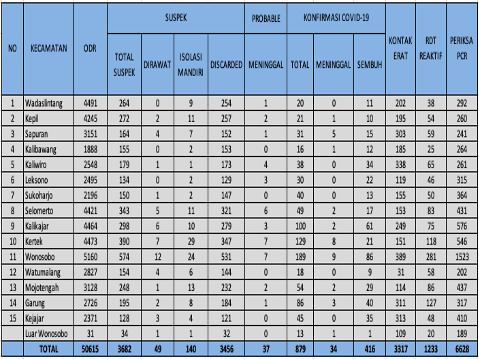 NO KECAMATAN ODR SUSPEK PROBABLE KONFIRMASI COVID-19 KONTAK ERAT RDT REAKTIF PERIKSA PCR
TOTAL SUSPEK DIRAWAT ISOLASI MANDIRI DISCARDED MENINGGAL TOTAL MENINGGAL SEMBUH
1 Wadaslintang 4491 264 0 9 254 1 20 0 11 202 38 292
2 Kepil 4245 272 2 11 257 2 21 1 10 195 54 260
3 Sapuran 3151 164 4 7 152 1 31 5 15 303 59 241
4 Kalibawang 1888 155 0 2 153 0 16 1 12 185 25 264
5 Kaliwiro 2548 179 1 1 173 4 38 0 34 338 65 261
6 Leksono 2495 134 0 2 129 3 30 0 22 119 46 315
7 Sukoharjo 2196 150 1 2 147 0 40 0 13 155 50 364
8 Selomerto 4421 343 5 11 321 6 49 2 17 153 83 431
9 Kalikajar 4464 298 6 10 279 3 100 2 61 249 75 576
10 Kertek 4473 390 7 29 347 7 129 8 21 151 118 546
11 Wonosobo 5160 574 12 24 531 7 189 9 86 389 281 1523
12 Watumalang 2827 154 4 6 144 0 18 0 9 31 58 202
13 Mojotengah 3128 248 1 13 232 2 54 2 29 114 86 437
14 Garung 2726 195 2 8 184 1 86 3 40 311 127 317
15 Kejajar 2371 128 3 4 121 0 45 0 35 313 48 410
Luar Wonosobo 31 34 1 1 32 0 13 1 1 109 20 189
TOTAL 50615 3682 49 140 3456 37 879 34 416 3317 1233 6628